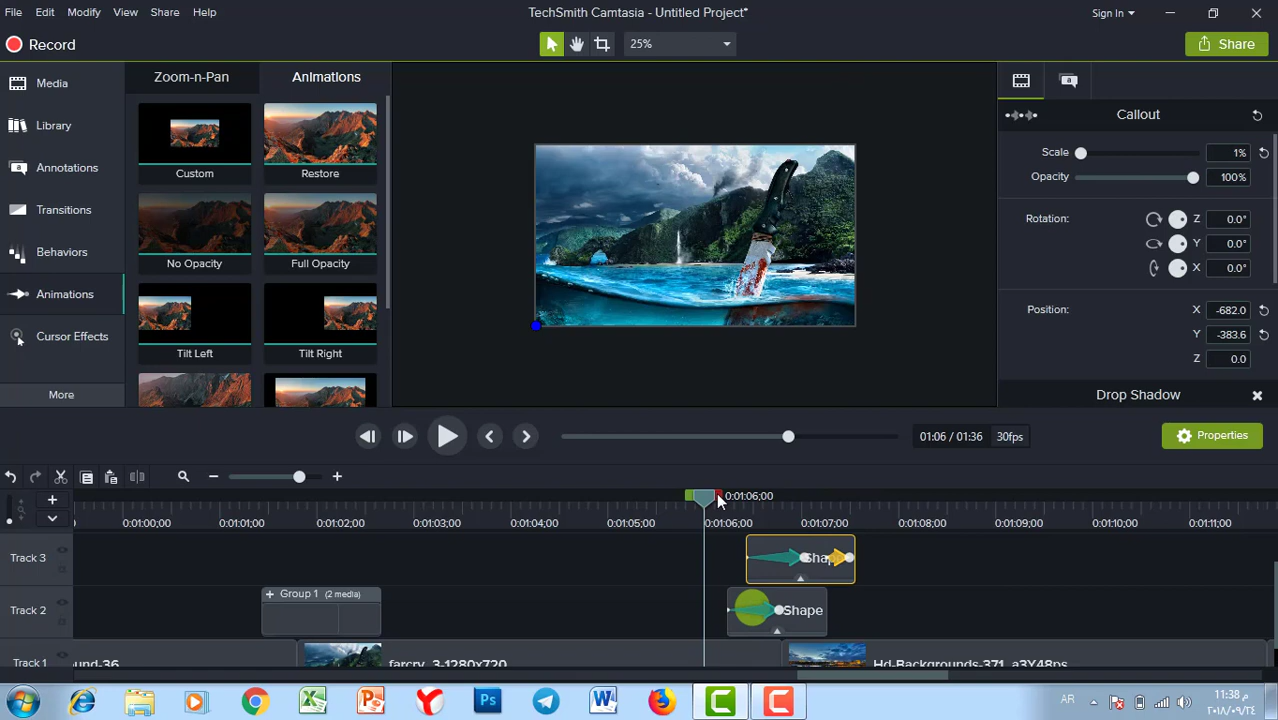 File Edit Modify View Share Help
TechSmith Camtasia - Untitled Project*
Sign In
Record
25%
Share
Media
Library
Annotations
Transitions
Behaviors
Animations
Cursor Effects
More
Zoom-n-Pan
Animations
Custom
Restore
No Opacity
Full Opacity
Tilt Left
Tilt Right
Callout
Scale 1%
Opacity 100%
Rotation: Z 0.0°
Y 0.0°
X 0.0°
Position: X -682.0
Y -383.6
Z 0.0
Drop Shadow
01:06 / 01:36 30fps
Properties
0:01:06;00
0:01:00;00 0:01:01;00 0:01:02;00 0:01:03;00 0:01:04;00 0:01:05;00 0:01:06;00 0:01:07;00 0:01:08;00 0:01:09;00 0:01:10;00 0:01:11;00
Track 3
Shape
Track 2
Group 1 (2 media)
Shape
Track 1
ound-36
farcry_3-1280x720
Hd-Backgrounds-371_a3Y48ps
AR
11:38 م
٢٠١٨/٠٩/٢٤